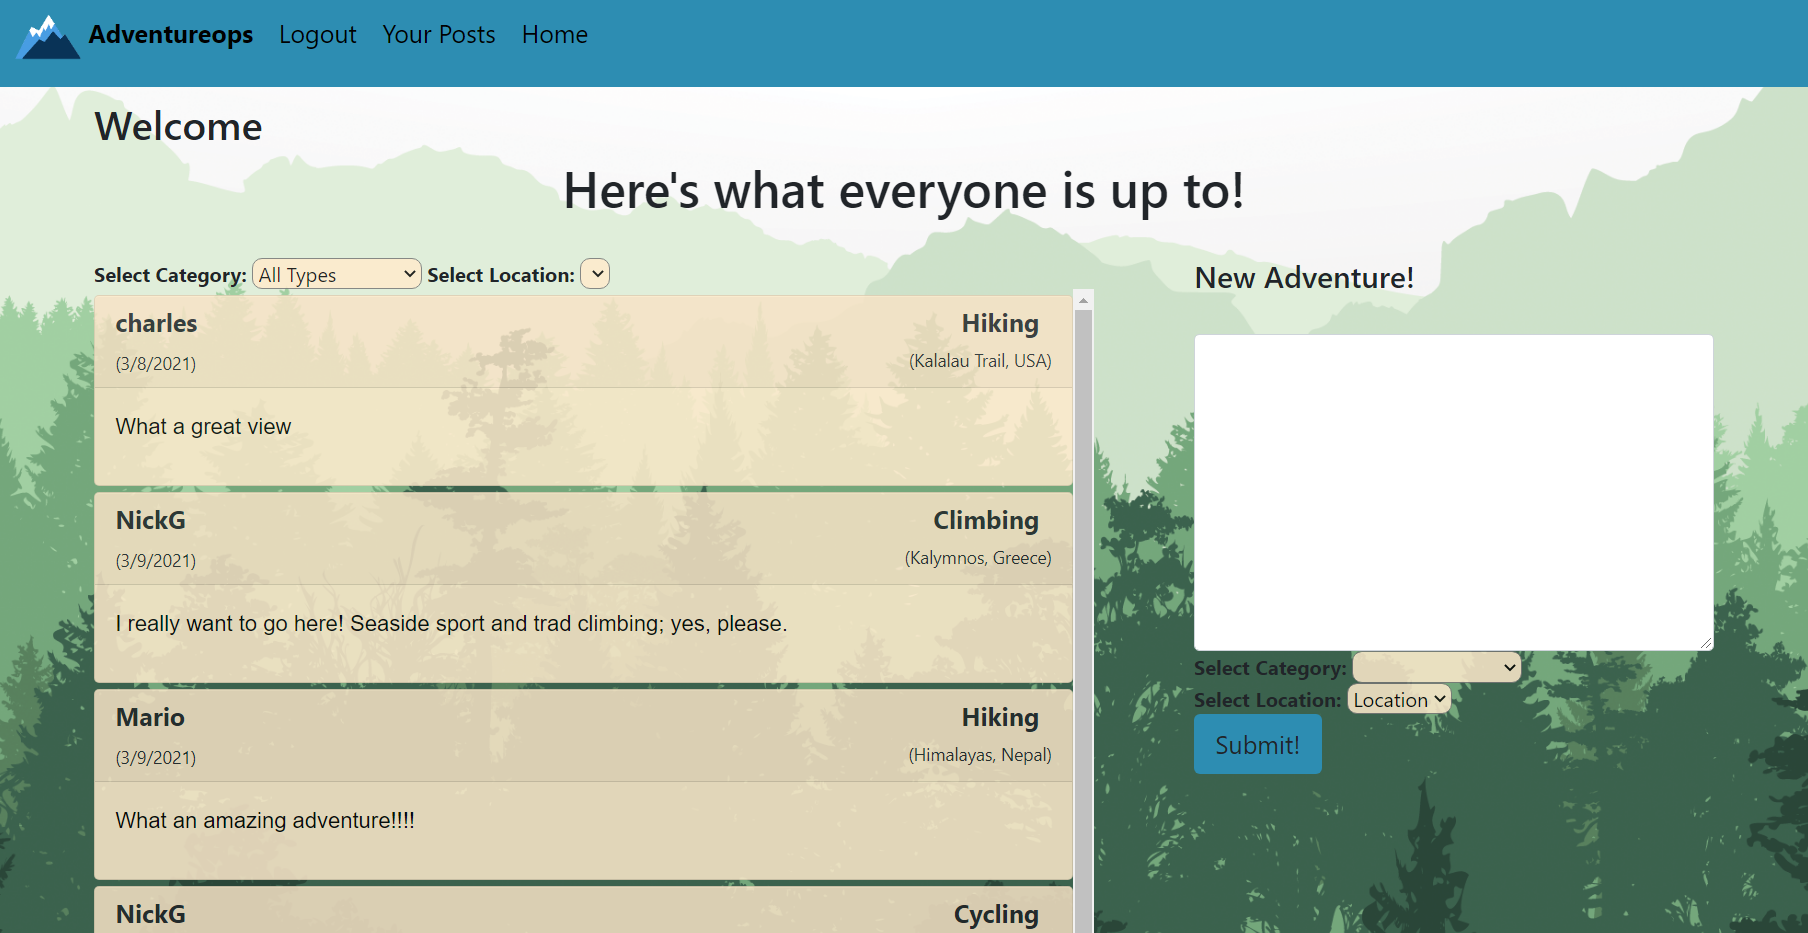 Adventureops Logout Your Posts Home
Welcome
Here's what everyone is up to!
Select Category: All Types Select Location:
charles Hiking
(3/8/2021) (Kalalau Trail, USA)
What a great view
NickG Climbing
(3/9/2021) (Kalymnos, Greece)
I really want to go here! Seaside sport and trad climbing; yes, please.
Mario Hiking
(3/9/2021) (Himalayas, Nepal)
What an amazing adventure!!!!
NickG Cycling
New Adventure!
Select Category:
Select Location: Location
Submit!